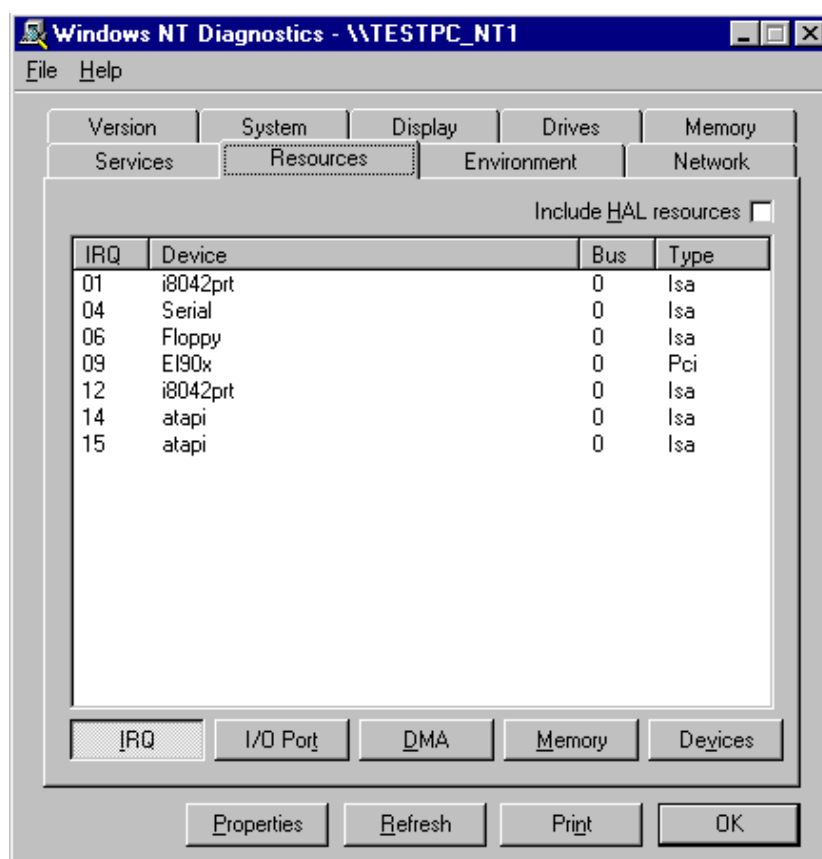 Windows NT Diagnostics - \\TESTPC_NT1
File Help
Version System Display Drives Memory
Services Resources Environment Network
Include HAL resources
IRQ Device Bus Type
01 i8042prt 0 Isa
04 Serial 0 Isa
06 Floppy 0 Isa
09 El90x 0 Pci
12 i8042prt 0 Isa
14 atapi 0 Isa
15 atapi 0 Isa
IRQ I/O Port DMA Memory Devices
Properties Refresh Print OK